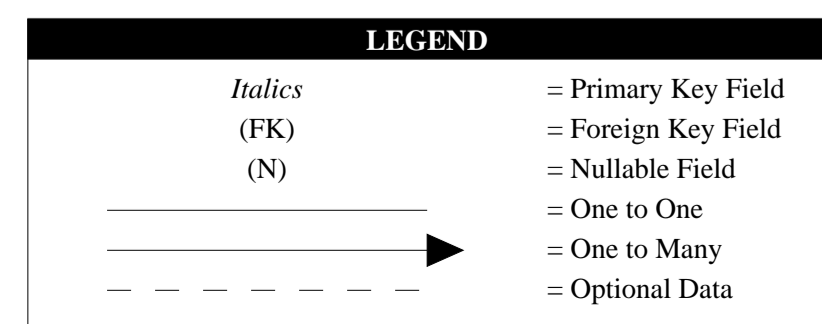 LEGEND
Italics = Primary Key Field
(FK) = Foreign Key Field
(N) = Nullable Field
= One to One
= One to Many
= Optional Data